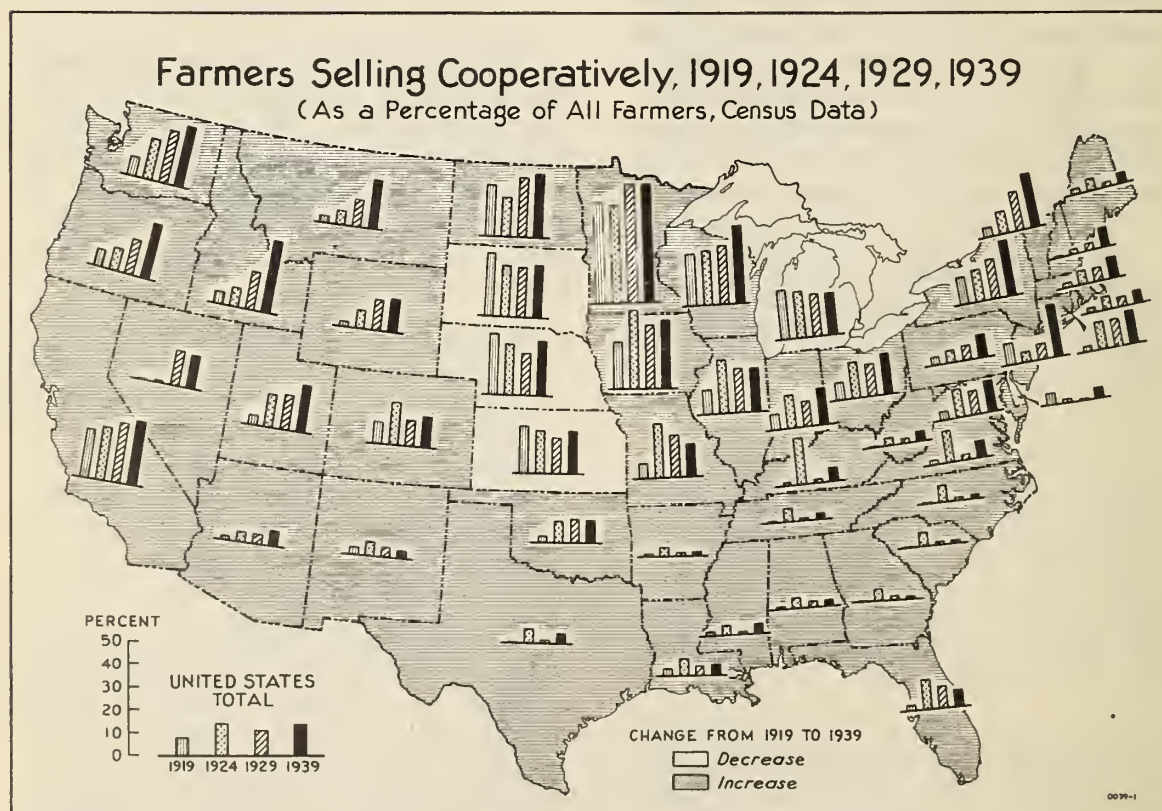 Farmers Selling Cooperatively, 1919, 1924, 1929, 1939
(As a Percentage of All Farmers, Census Data)
PERCENT
50
40
30
20
10
0
UNITED STATES
TOTAL
1919 1924 1929 1939
CHANGE FROM 1919 TO 1939
Decrease
Increase